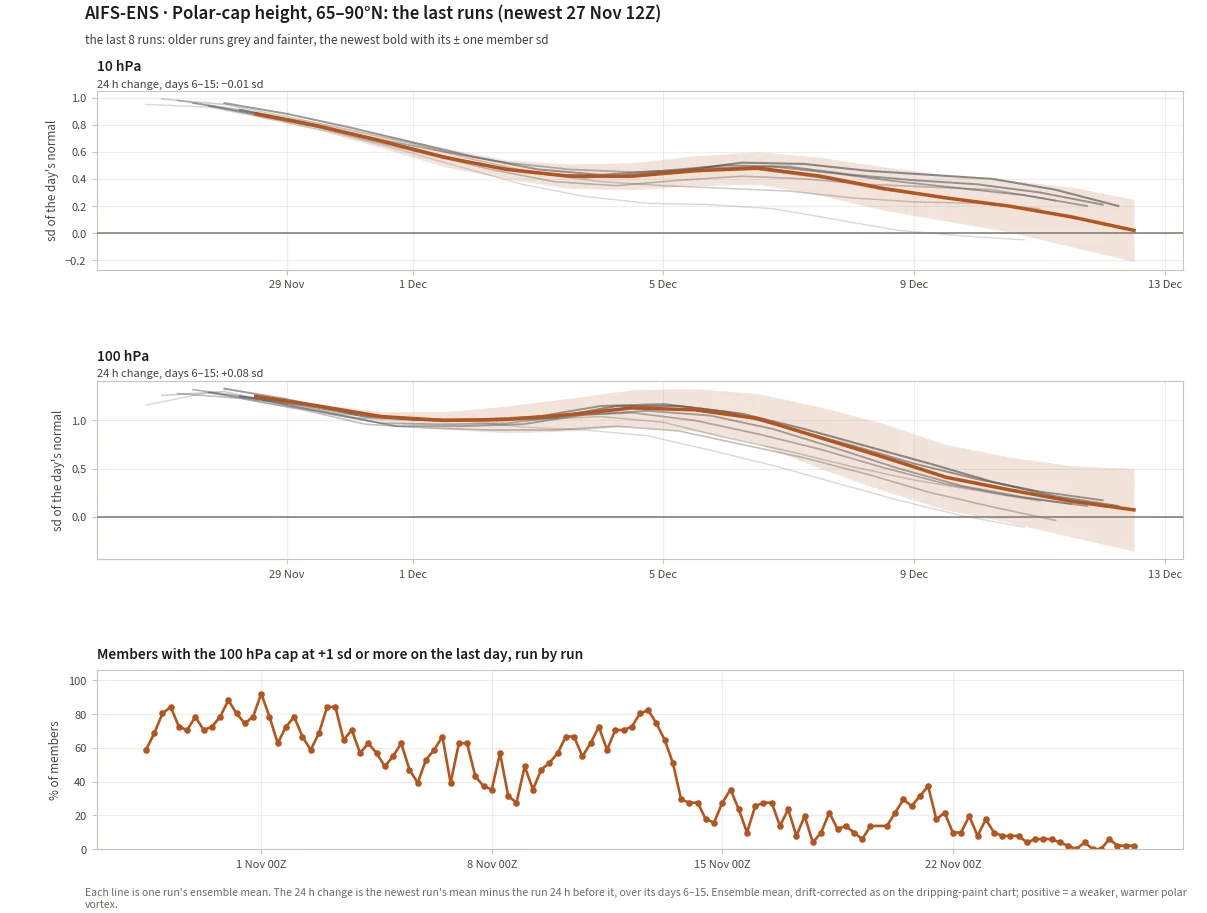 AIFS-ENS · Polar-cap height, 65–90°N: the last runs (newest 27 Nov 12Z)
the last 8 runs: older runs grey and fainter, the newest bold with its ± one member sd
10 hPa
24 h change, days 6–15: −0.01 sd
sd of the day's normal
1.0
0.8
0.6
0.4
0.2
0.0
−0.2
29 Nov
1 Dec
5 Dec
9 Dec
13 Dec
100 hPa
24 h change, days 6–15: +0.08 sd
sd of the day's normal
1.0
0.5
0.0
29 Nov
1 Dec
5 Dec
9 Dec
13 Dec
Members with the 100 hPa cap at +1 sd or more on the last day, run by run
% of members
100
80
60
40
20
0
1 Nov 00Z
8 Nov 00Z
15 Nov 00Z
22 Nov 00Z
Each line is one run's ensemble mean. The 24 h change is the newest run's mean minus the run 24 h before it, over its days 6–15. Ensemble mean, drift-corrected as on the dripping-paint chart; positive = a weaker, warmer polar
vortex.